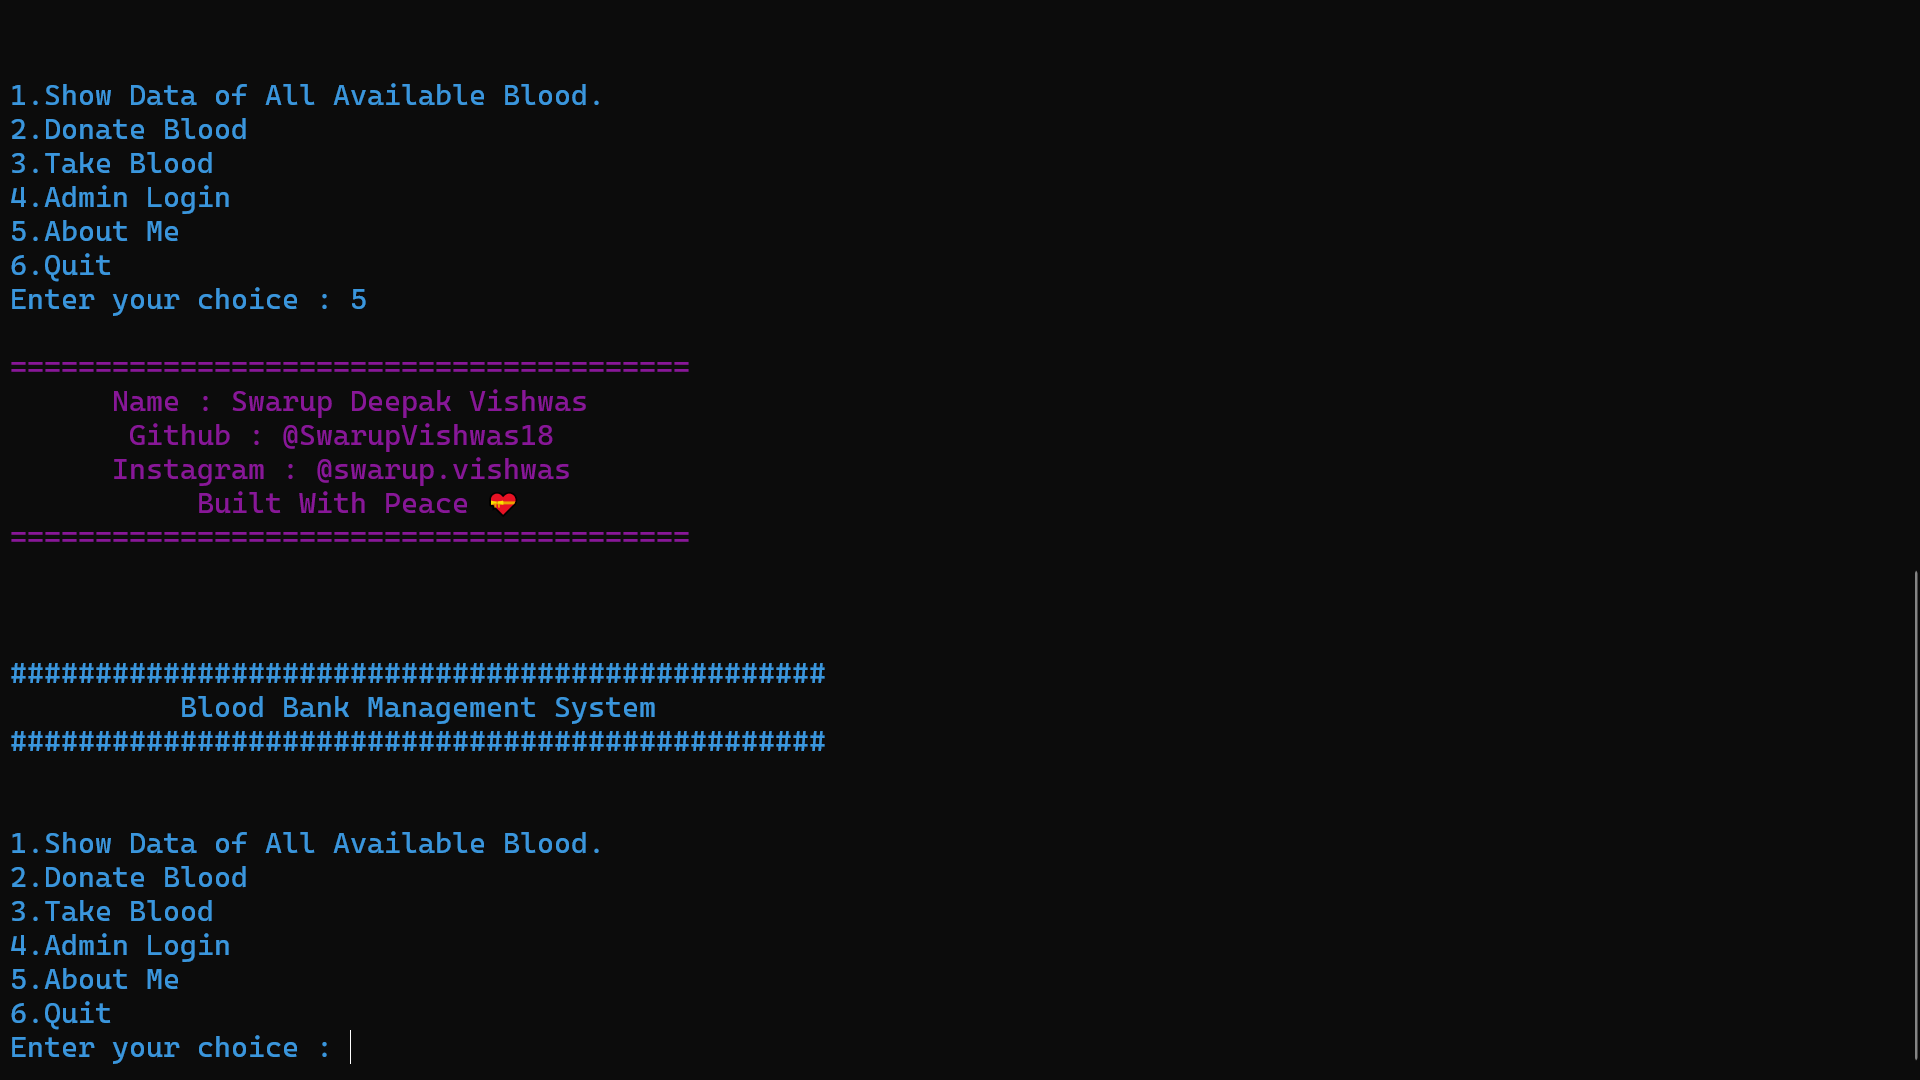 1.Show Data of All Available Blood.
2.Donate Blood
3.Take Blood
4.Admin Login
5.About Me
6.Quit
Enter your choice : 5
========================================
Name : Swarup Deepak Vishwas
Github : @SwarupVishwas18
Instagram : @swarup.vishwas
Built With Peace 💝
========================================
################################################
Blood Bank Management System
################################################
1.Show Data of All Available Blood.
2.Donate Blood
3.Take Blood
4.Admin Login
5.About Me
6.Quit
Enter your choice :